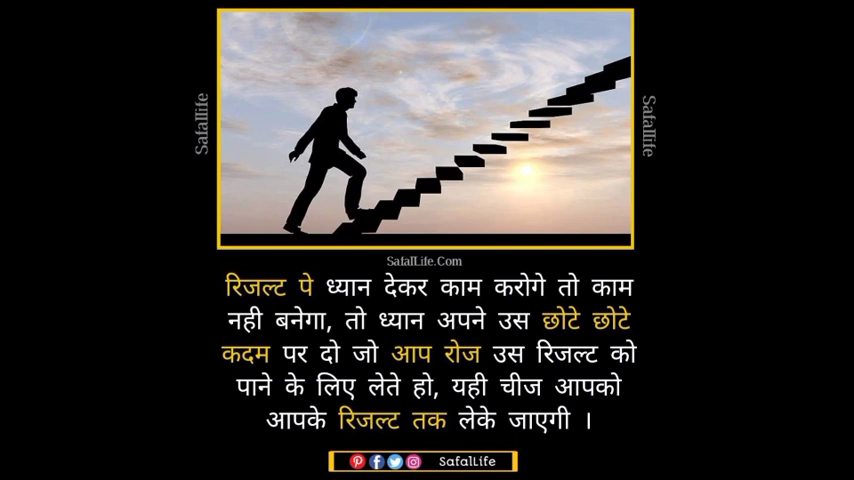 Safallife
Safallife
SafalLife.Com
रिजल्ट पे ध्यान देकर काम करोगे तो काम
नही बनेगा, तो ध्यान अपने उस छोटे छोटे
कदम पर दो जो आप रोज उस रिजल्ट को
पाने के लिए लेते हो, यही चीज आपको
आपके रिजल्ट तक लेके जाएगी ।
SafalLife